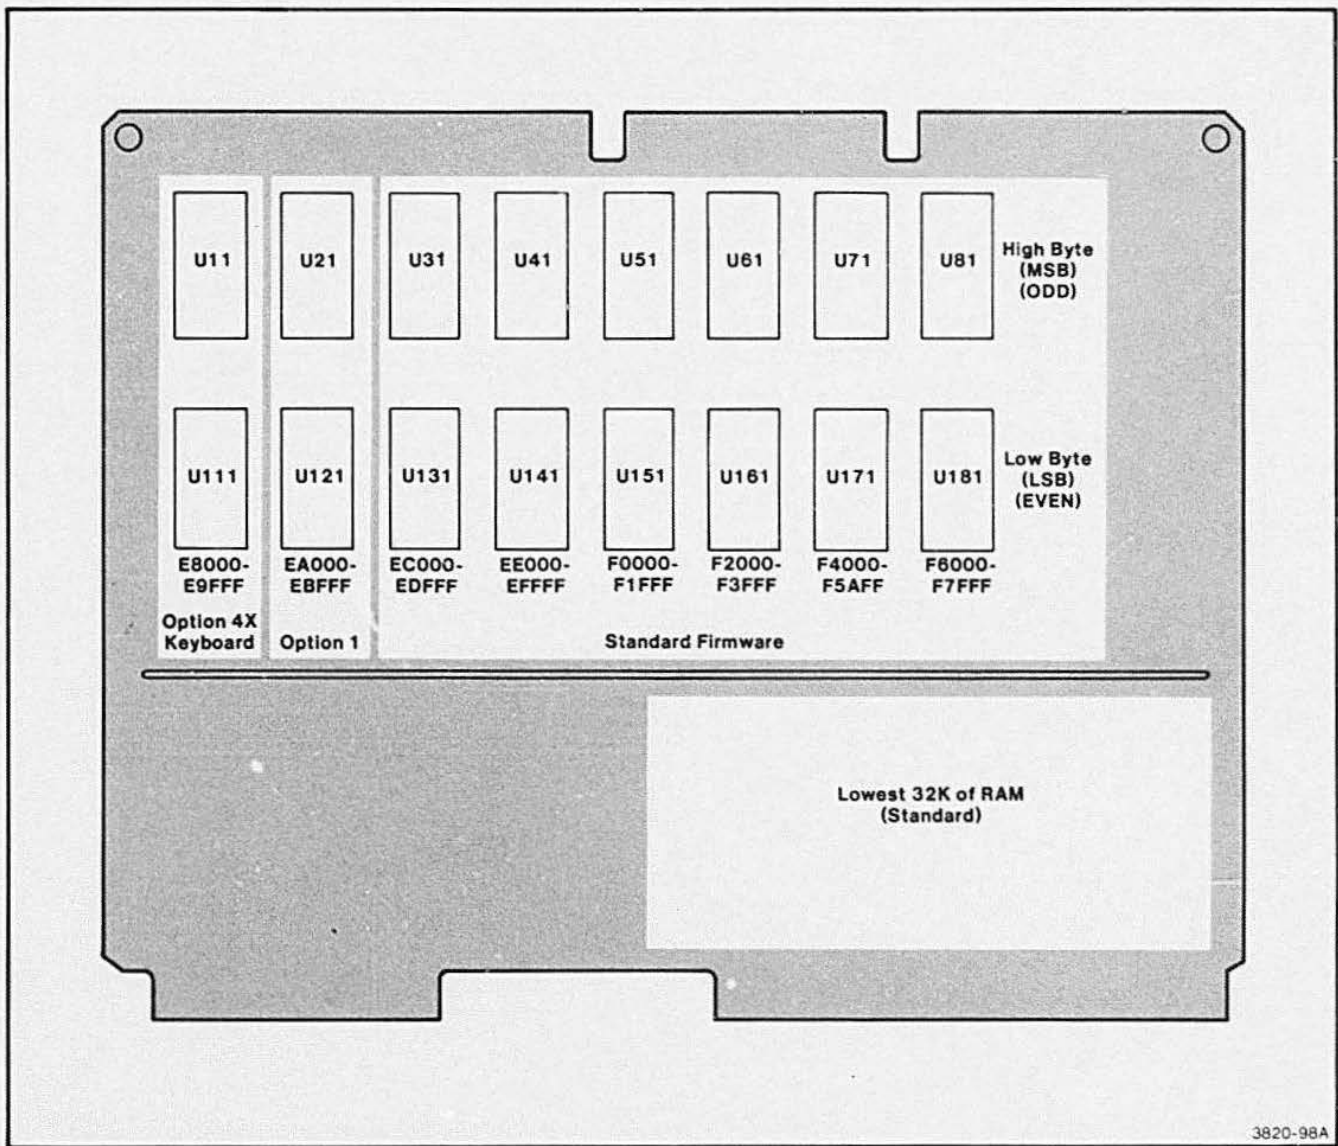 U11 U21 U31 U41 U51 U61 U71 U81
High Byte
(MSB)
(ODD)
U111 U121 U131 U141 U151 U161 U171 U181
Low Byte
(LSB)
(EVEN)
E8000- EA000- EC000- EE000- F0000- F2000- F4000- F6000-
E9FFF EBFFF EDFFF EFFFF F1FFF F3FFF F5AFF F7FFF
Option 4X
Keyboard Option 1 Standard Firmware
Lowest 32K of RAM
(Standard)
3820-98A